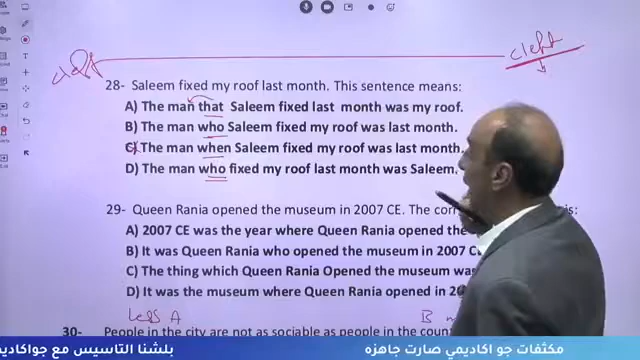 cleft
cleft
28- Saleem fixed my roof last month. This sentence means:
A) The man that Saleem fixed last month was my roof.
B) The man who Saleem fixed my roof was last month.
C) The man when Saleem fixed my roof was last month.
D) The man who fixed my roof last month was Saleem.
29- Queen Rania opened the museum in 2007 CE. The is:
A) 2007 CE was the year where Queen Rania opened the
B) It was Queen Rania who opened the museum in 2007
C) The thing which Queen Rania Opened the museum was
D) It was the museum where Queen Rania opened in
less A B
30- People in the city are not as sociable as people in the
مكثفات جو اكاديمي صارت جاهزه
بلشنا التاسيس مع جواكاديمي